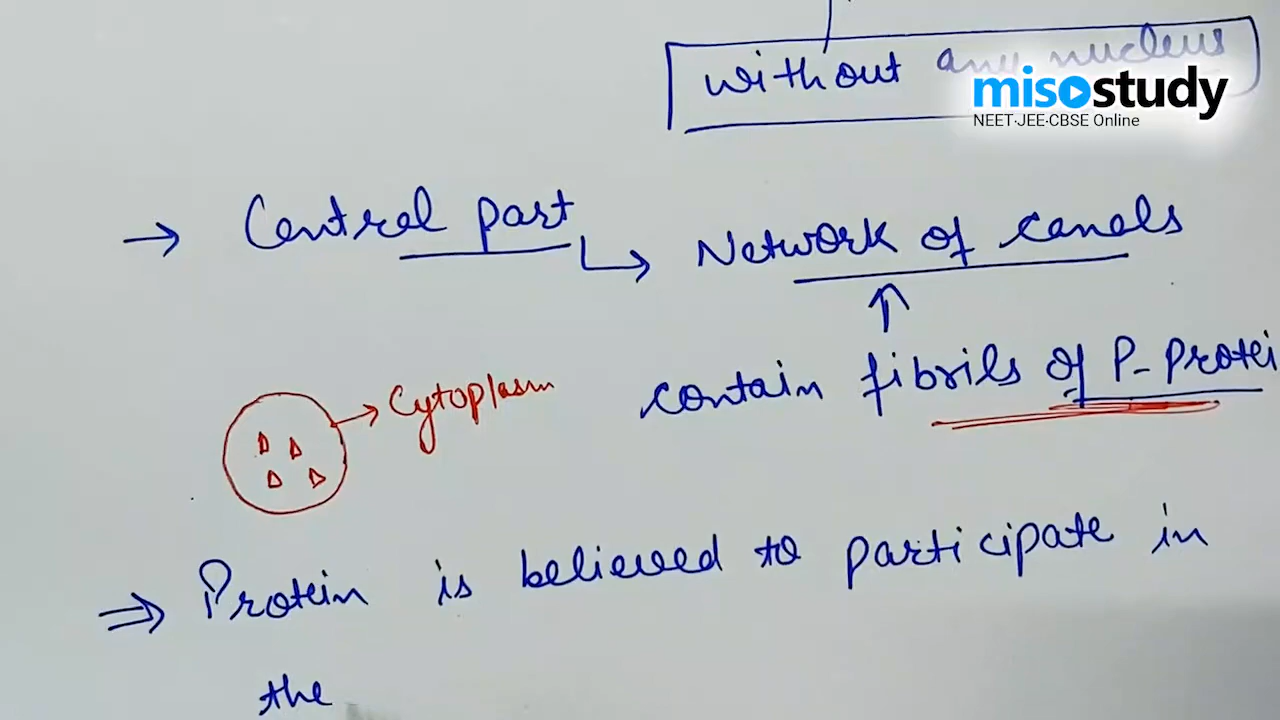 without any nucleus
misostudy
NEET·JEE·CBSE Online
→ Central part → Network of canals
contain fibrils of P- Protei
Cytoplasm
⇒ Protein is believed to participate in
the